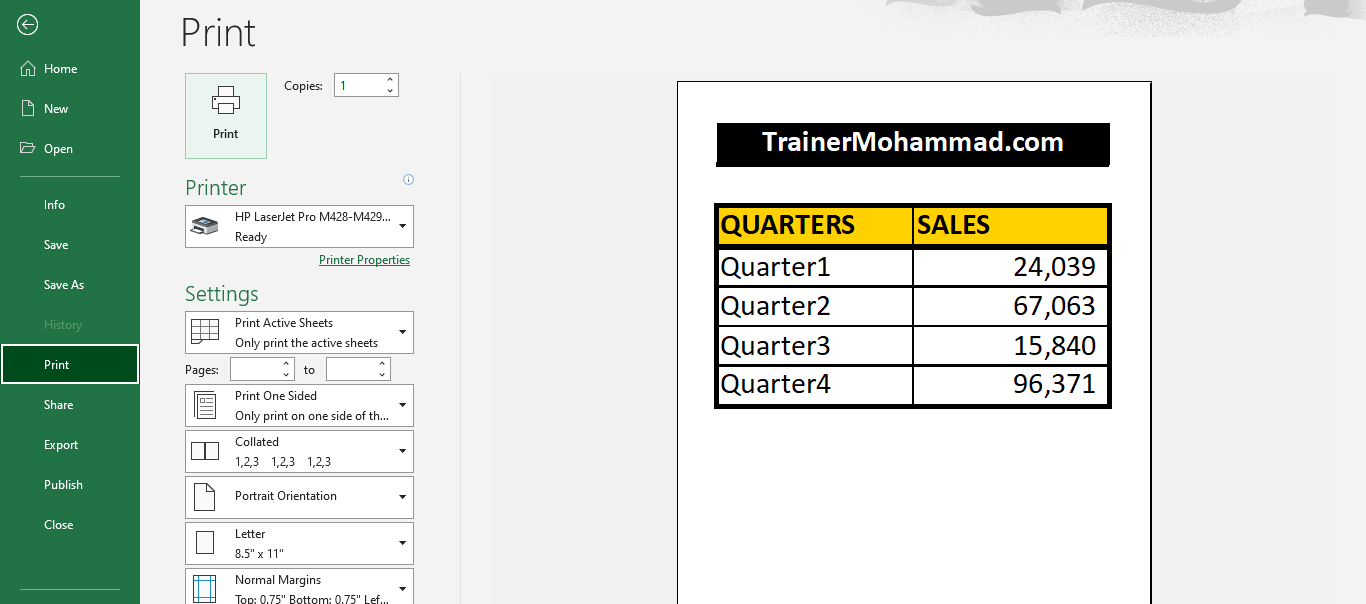 Print
Home
New
Open
Info
Save
Save As
History
Print
Share
Export
Publish
Close
Print
Copies: 1
Printer
HP LaserJet Pro M428-M429...
Ready
Printer Properties
Settings
Print Active Sheets
Only print the active sheets
Pages: to
Print One Sided
Only print on one side of th...
Collated
1,2,3 1,2,3 1,2,3
Portrait Orientation
Letter
8.5" x 11"
Normal Margins
Top: 0.75" Bottom: 0.75" Lef...
TrainerMohammad.com
QUARTERS SALES
Quarter1 24,039
Quarter2 67,063
Quarter3 15,840
Quarter4 96,371